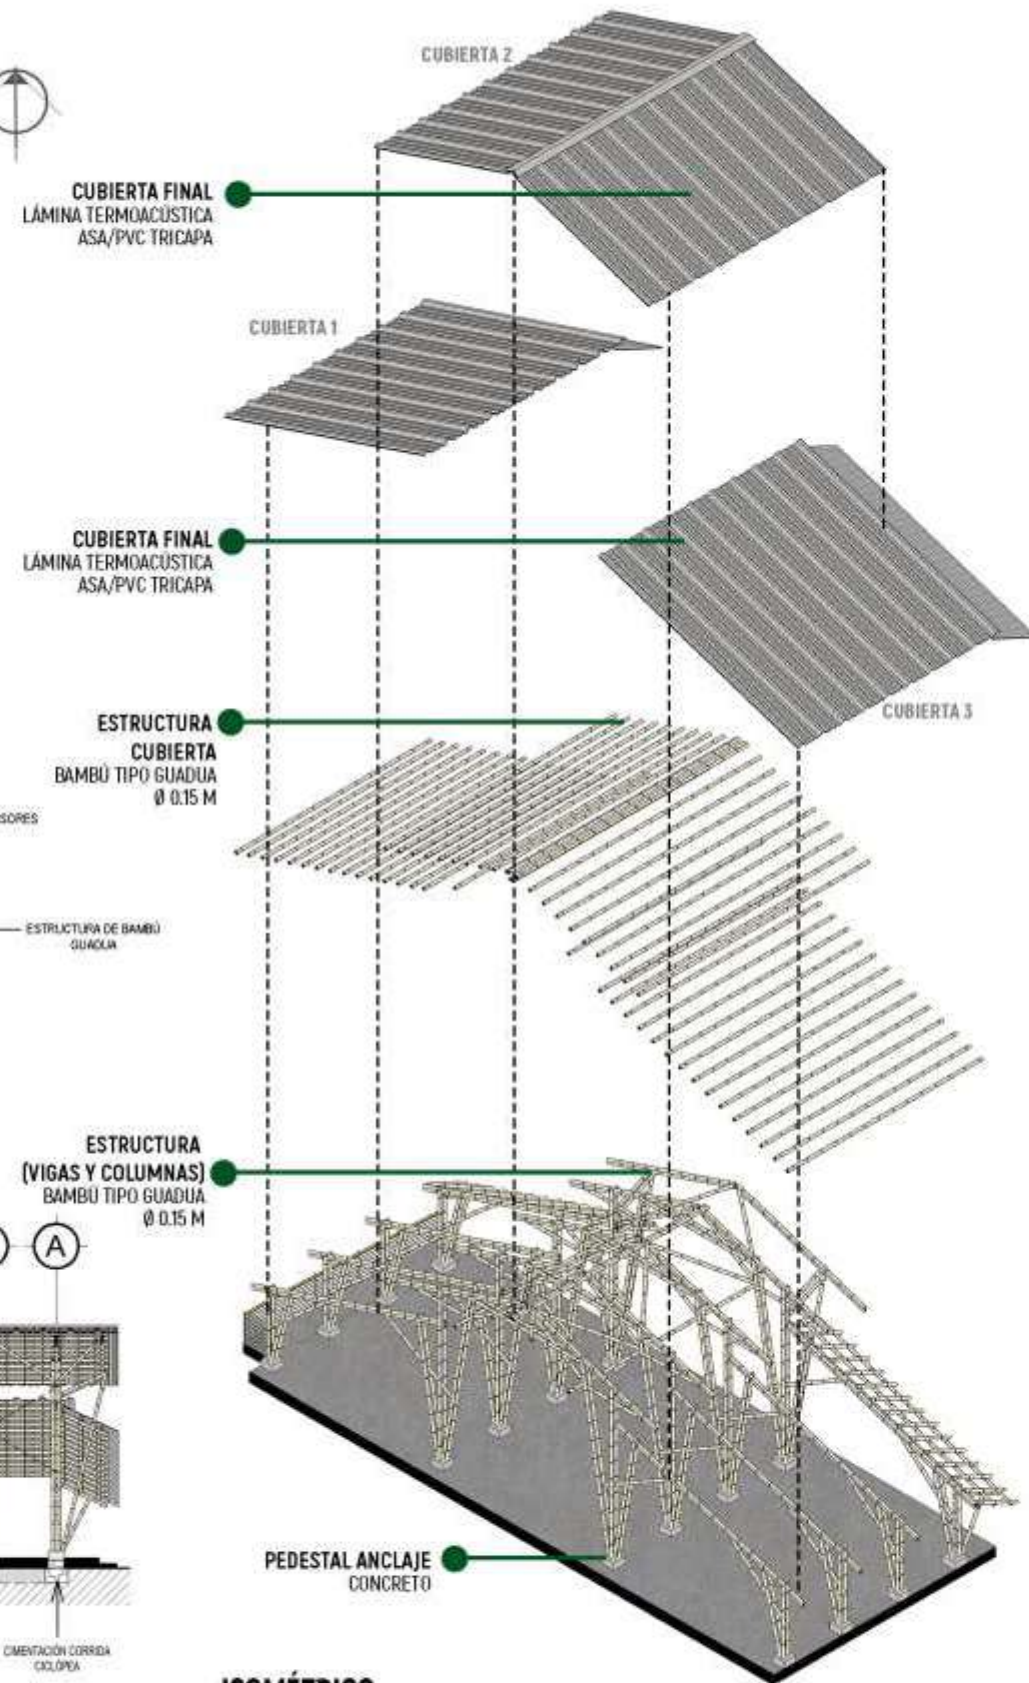 CUBIERTA 2
CUBIERTA FINAL
LÁMINA TERMOACÚSTICA
ASA/PVC TRICAPA
CUBIERTA 1
CUBIERTA FINAL
LÁMINA TERMOACÚSTICA
ASA/PVC TRICAPA
CUBIERTA 3
ESTRUCTURA
CUBIERTA
BAMBÚ TIPO GUADUA
Ø 0.15 M
SORES
ESTRUCTURA DE BAMBÚ
GUADUA
ESTRUCTURA
(VIGAS Y COLUMNAS)
BAMBÚ TIPO GUADUA
Ø 0.15 M
A
PEDESTAL ANCLAJE
CONCRETO
CIMENTACIÓN CORRIDA
CICLÓPEA